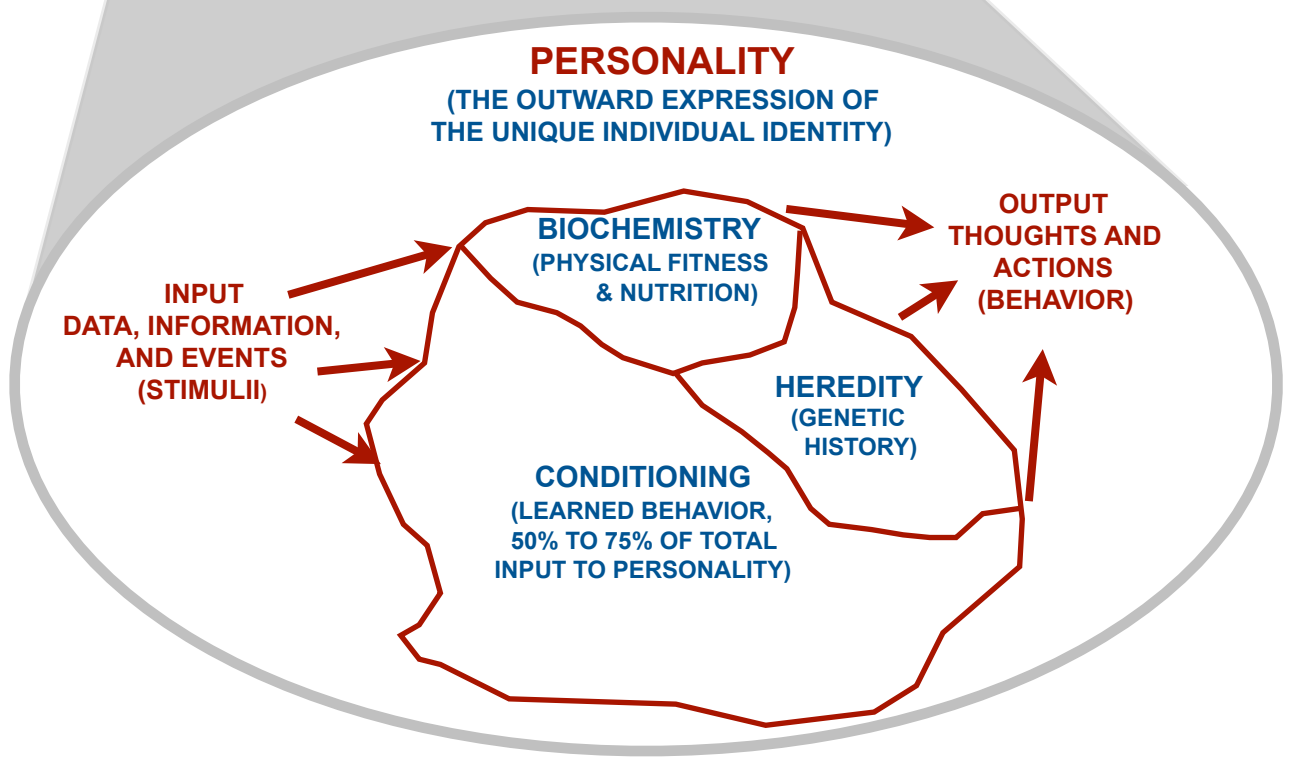 PERSONALITY
(THE OUTWARD EXPRESSION OF
THE UNIQUE INDIVIDUAL IDENTITY)
INPUT
DATA, INFORMATION,
AND EVENTS
(STIMULII)
BIOCHEMISTRY
(PHYSICAL FITNESS
& NUTRITION)
OUTPUT
THOUGHTS AND
ACTIONS
(BEHAVIOR)
HEREDITY
(GENETIC
HISTORY)
CONDITIONING
(LEARNED BEHAVIOR,
50% TO 75% OF TOTAL
INPUT TO PERSONALITY)